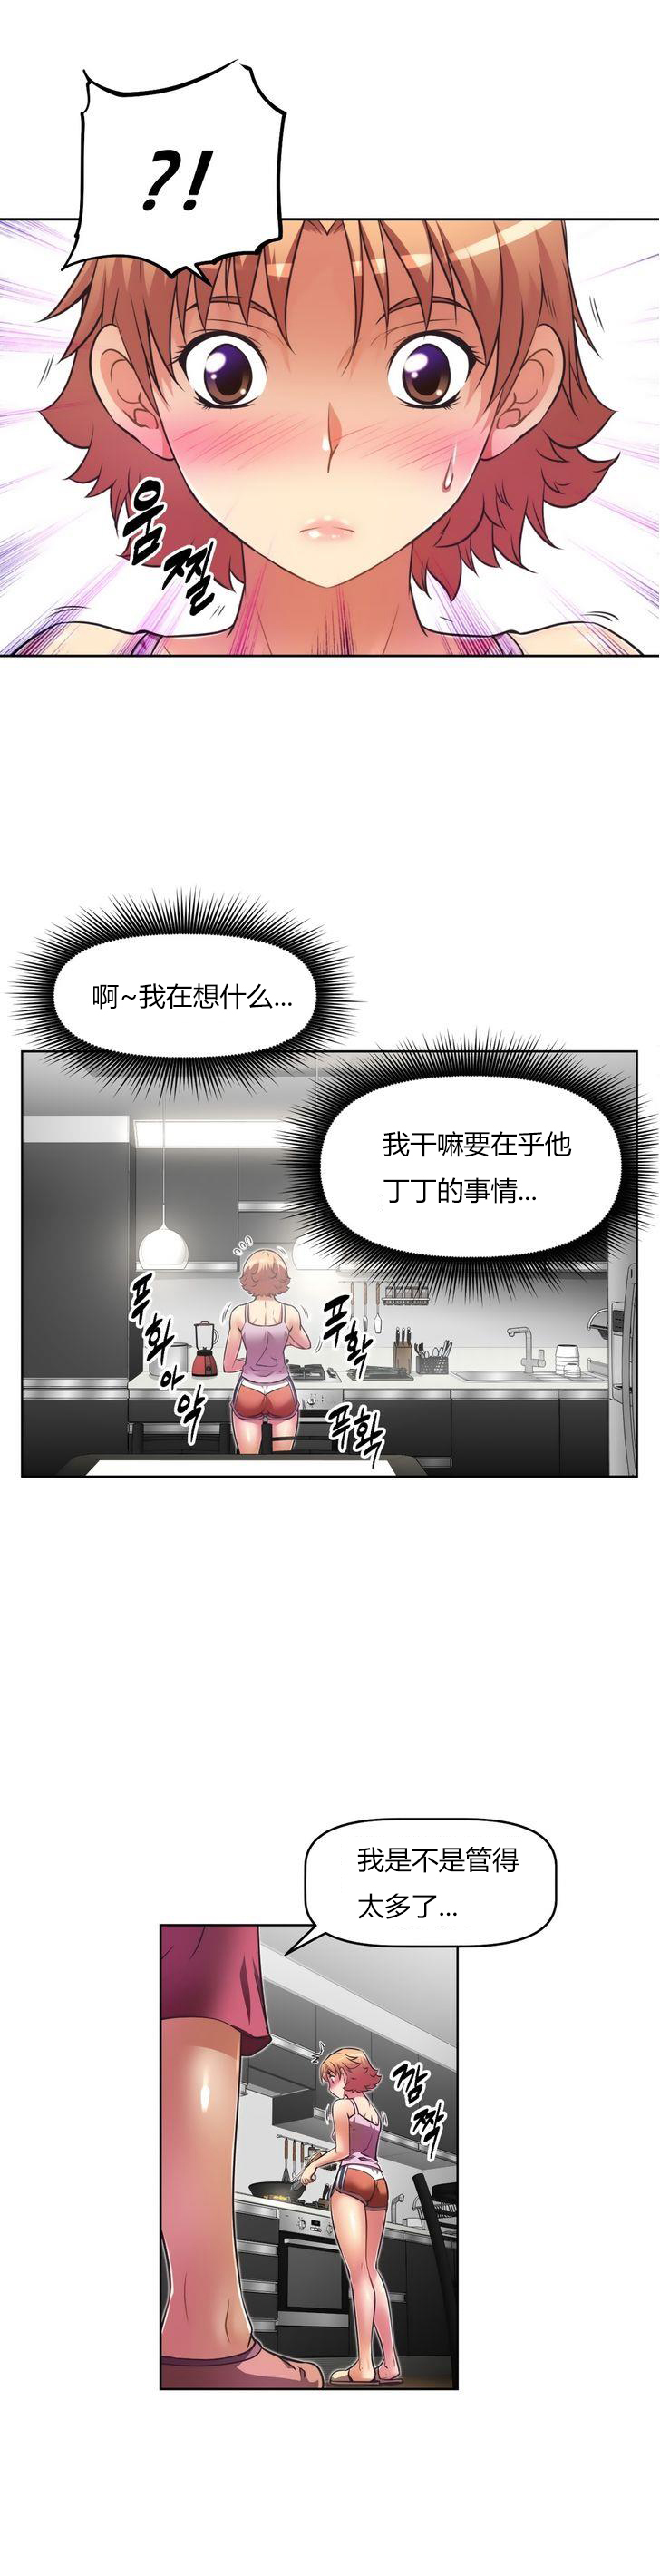 ?!
움
찔
啊~我在想什么...
我干嘛要在乎他
丁丁的事情...
푸화아악
푸확
푸확
我是不是管得
太多了...
깜
짝